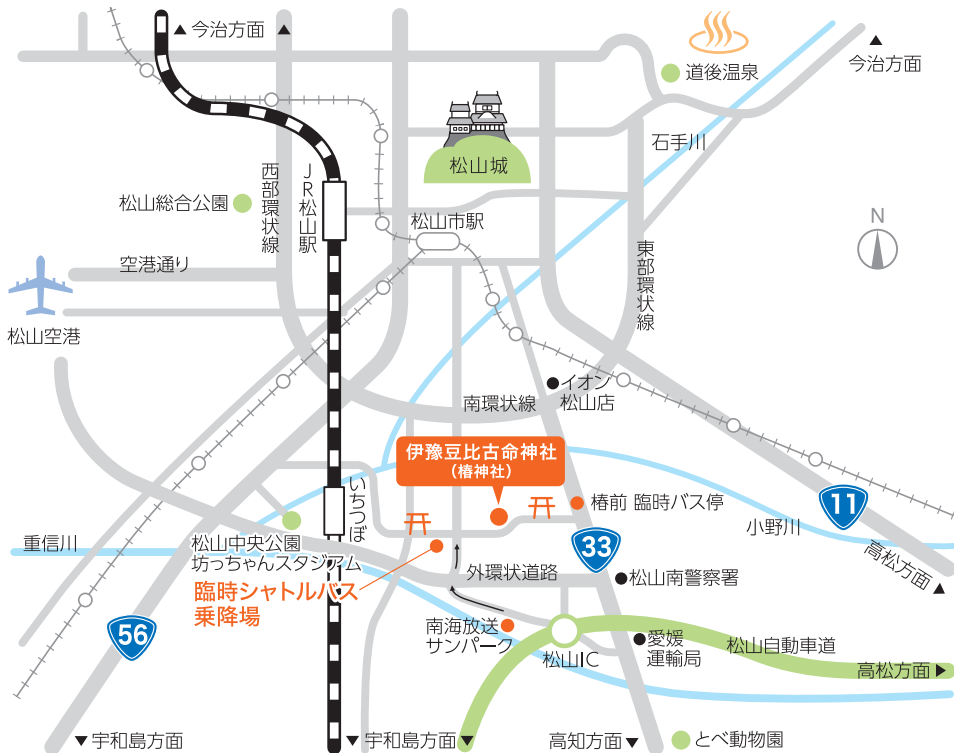 ▲ 今治方面 ▲
道後温泉
▲
今治方面
石手川
松山城
西部環状線
JR松山駅
松山総合公園
松山市駅
N
東部環状線
空港通り
松山空港
イオン
松山店
南環状線
伊豫豆比古命神社
(椿神社)
いちつぼ
椿前 臨時バス停
11
小野川
33
重信川
松山中央公園
坊っちゃんスタジアム
外環状道路
松山南警察署
高松方面 ▲
臨時シャトルバス
乗降場
56
南海放送
サンパーク
松山IC
愛媛
運輸局
松山自動車道
高松方面 ▶
▼ 宇和島方面
▼ 宇和島方面 ▼
高知方面 ▼
とべ動物園